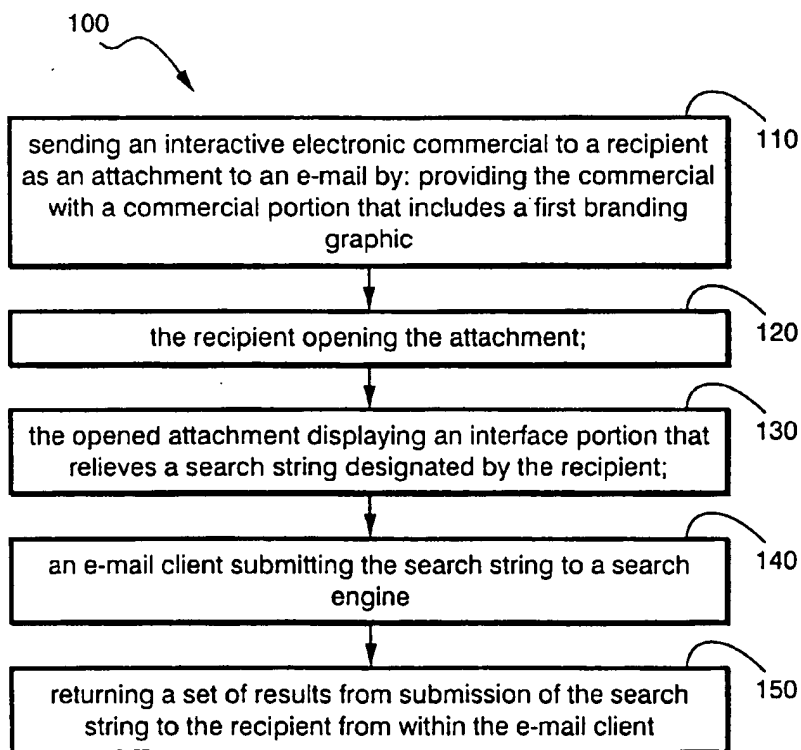 100
sending an interactive electronic commercial to a recipient
as an attachment to an e-mail by: providing the commercial
with a commercial portion that includes a first branding
graphic
110
the recipient opening the attachment;
120
the opened attachment displaying an interface portion that
relieves a search string designated by the recipient;
130
an e-mail client submitting the search string to a search
engine
140
returning a set of results from submission of the search
string to the recipient from within the e-mail client
150